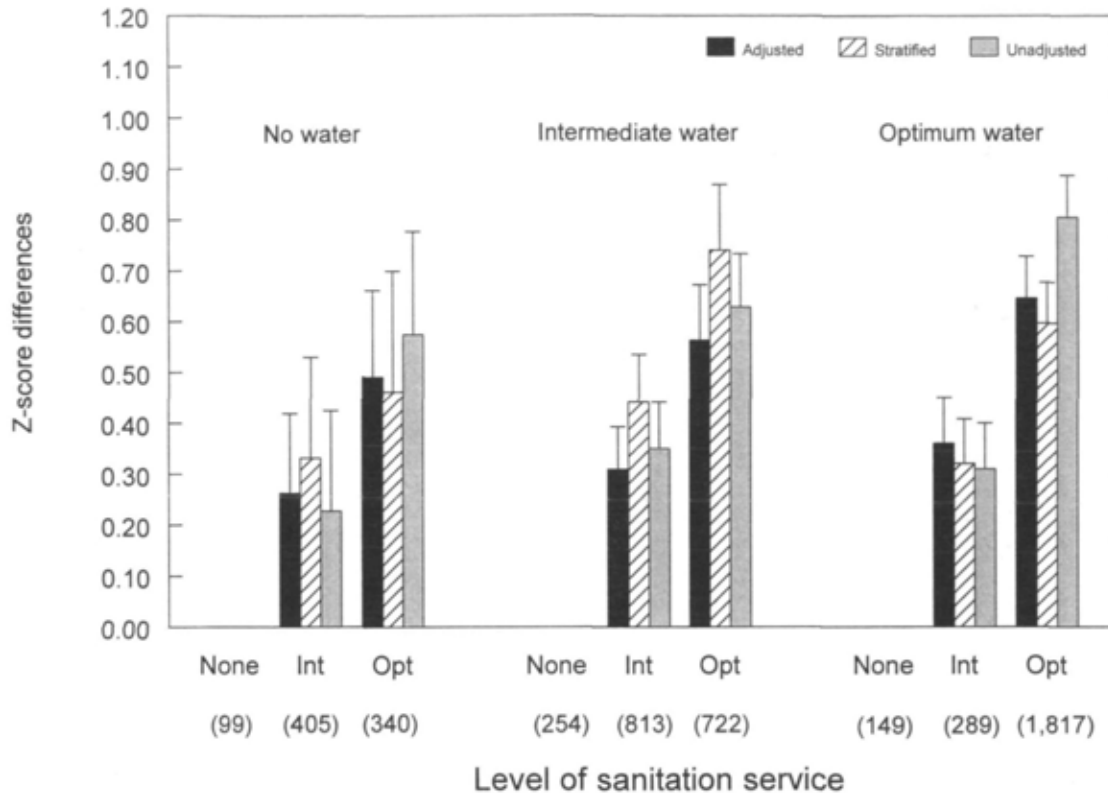 1.20
1.10
1.00
0.90
0.80
0.70
0.60
0.50
0.40
0.30
0.20
0.10
0.00
Z-score differences
Adjusted Stratified Unadjusted
No water Intermediate water Optimum water
None Int Opt None Int Opt None Int Opt
(99) (405) (340) (254) (813) (722) (149) (289) (1,817)
Level of sanitation service